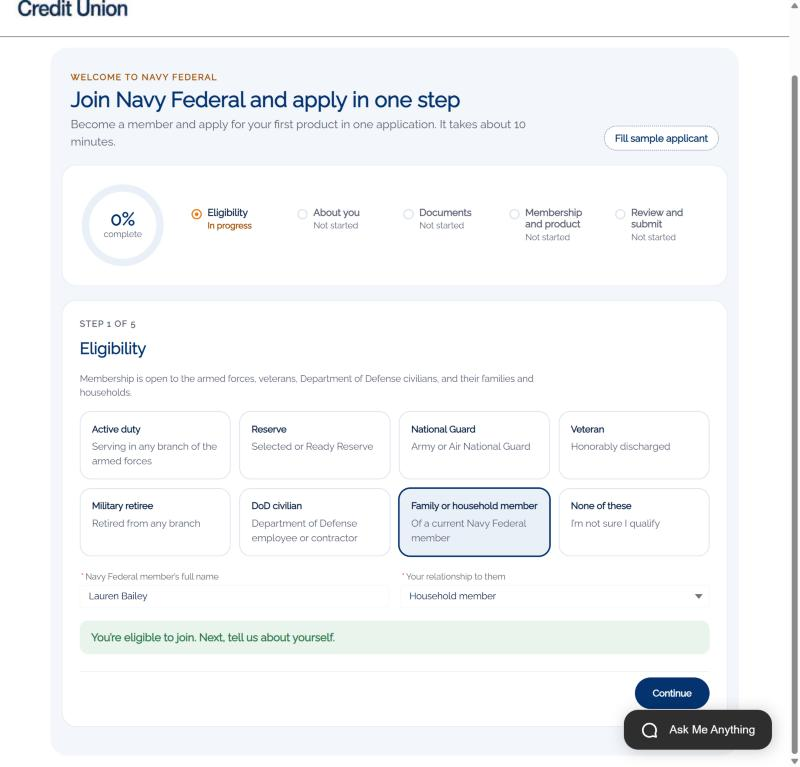 Credit Union
WELCOME TO NAVY FEDERAL
Join Navy Federal and apply in one step
Become a member and apply for your first product in one application. It takes about 10
minutes.
Fill sample applicant
0%
complete
Eligibility
In progress
About you
Not started
Documents
Not started
Membership
and product
Not started
Review and
submit
Not started
STEP 1 OF 5
Eligibility
Membership is open to the armed forces, veterans, Department of Defense civilians, and their families and
households.
Active duty
Serving in any branch of the
armed forces
Reserve
Selected or Ready Reserve
National Guard
Army or Air National Guard
Veteran
Honorably discharged
Military retiree
Retired from any branch
DoD civilian
Department of Defense
employee or contractor
Family or household member
Of a current Navy Federal
member
None of these
I'm not sure I qualify
* Navy Federal member's full name
Lauren Bailey
* Your relationship to them
Household member
You're eligible to join. Next, tell us about yourself.
Continue
Ask Me Anything